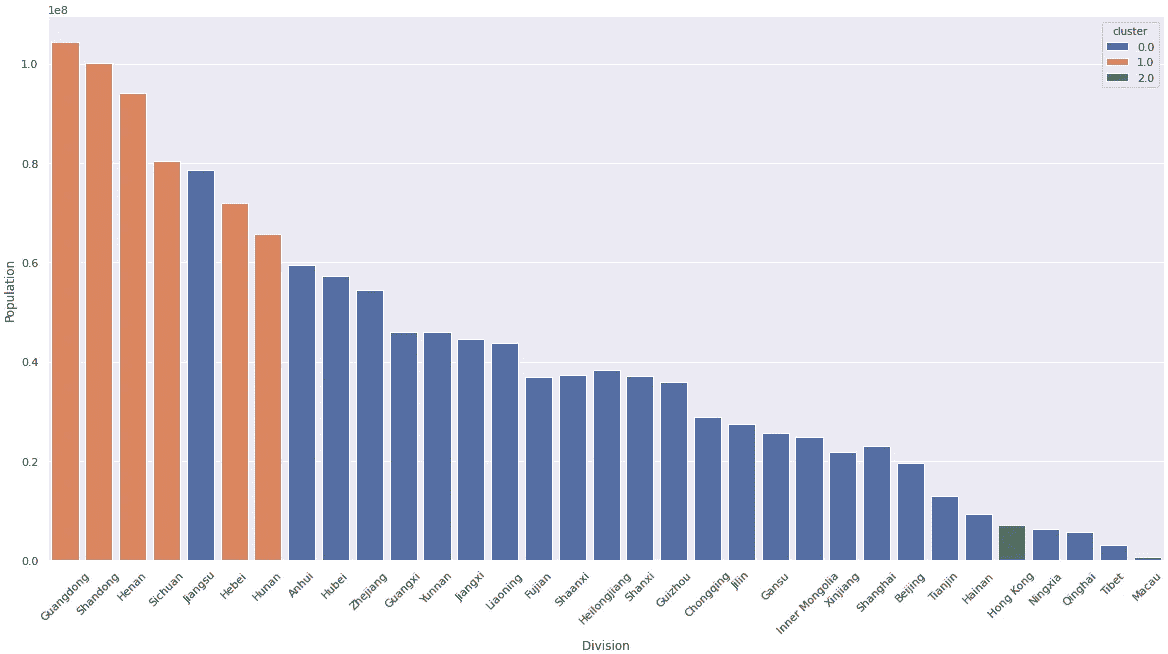 1e8
cluster
0.0
1.0
2.0
1.0
0.8
0.6
0.4
0.2
0.0
Population
Guangdong
Shandong
Henan
Sichuan
Jiangsu
Hebei
Hunan
Anhui
Hubei
Zhejiang
Guangxi
Yunnan
Jiangxi
Liaoning
Fujian
Shaanxi
Heilongjiang
Shanxi
Guizhou
Chongqing
Jilin
Gansu
Inner Mongolia
Xinjiang
Shanghai
Beijing
Tianjin
Hainan
Hong Kong
Ningxia
Qinghai
Tibet
Macau
Division